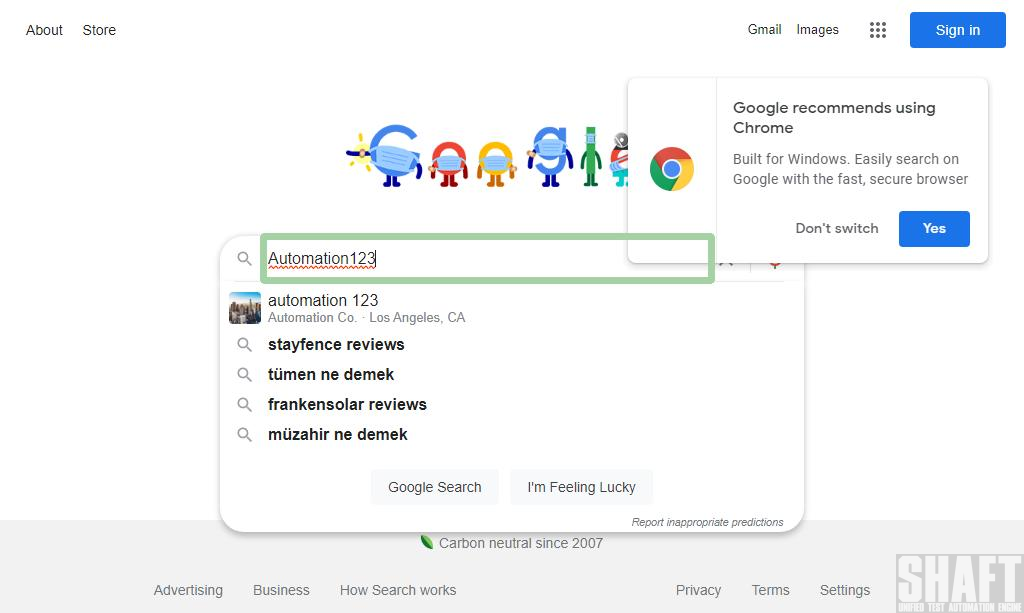 About Store
Gmail Images
Sign in
Google
Google recommends using
Chrome
Built for Windows. Easily search on
Google with the fast, secure browser
Don't switch
Yes
Automation123
automation 123
Automation Co. · Los Angeles, CA
stayfence reviews
tümen ne demek
frankensolar reviews
müzahir ne demek
Google Search
I'm Feeling Lucky
Report inappropriate predictions
Carbon neutral since 2007
Advertising Business How Search works
Privacy Terms Settings
SHAFT
UNIFIED TEST AUTOMATION ENGINE